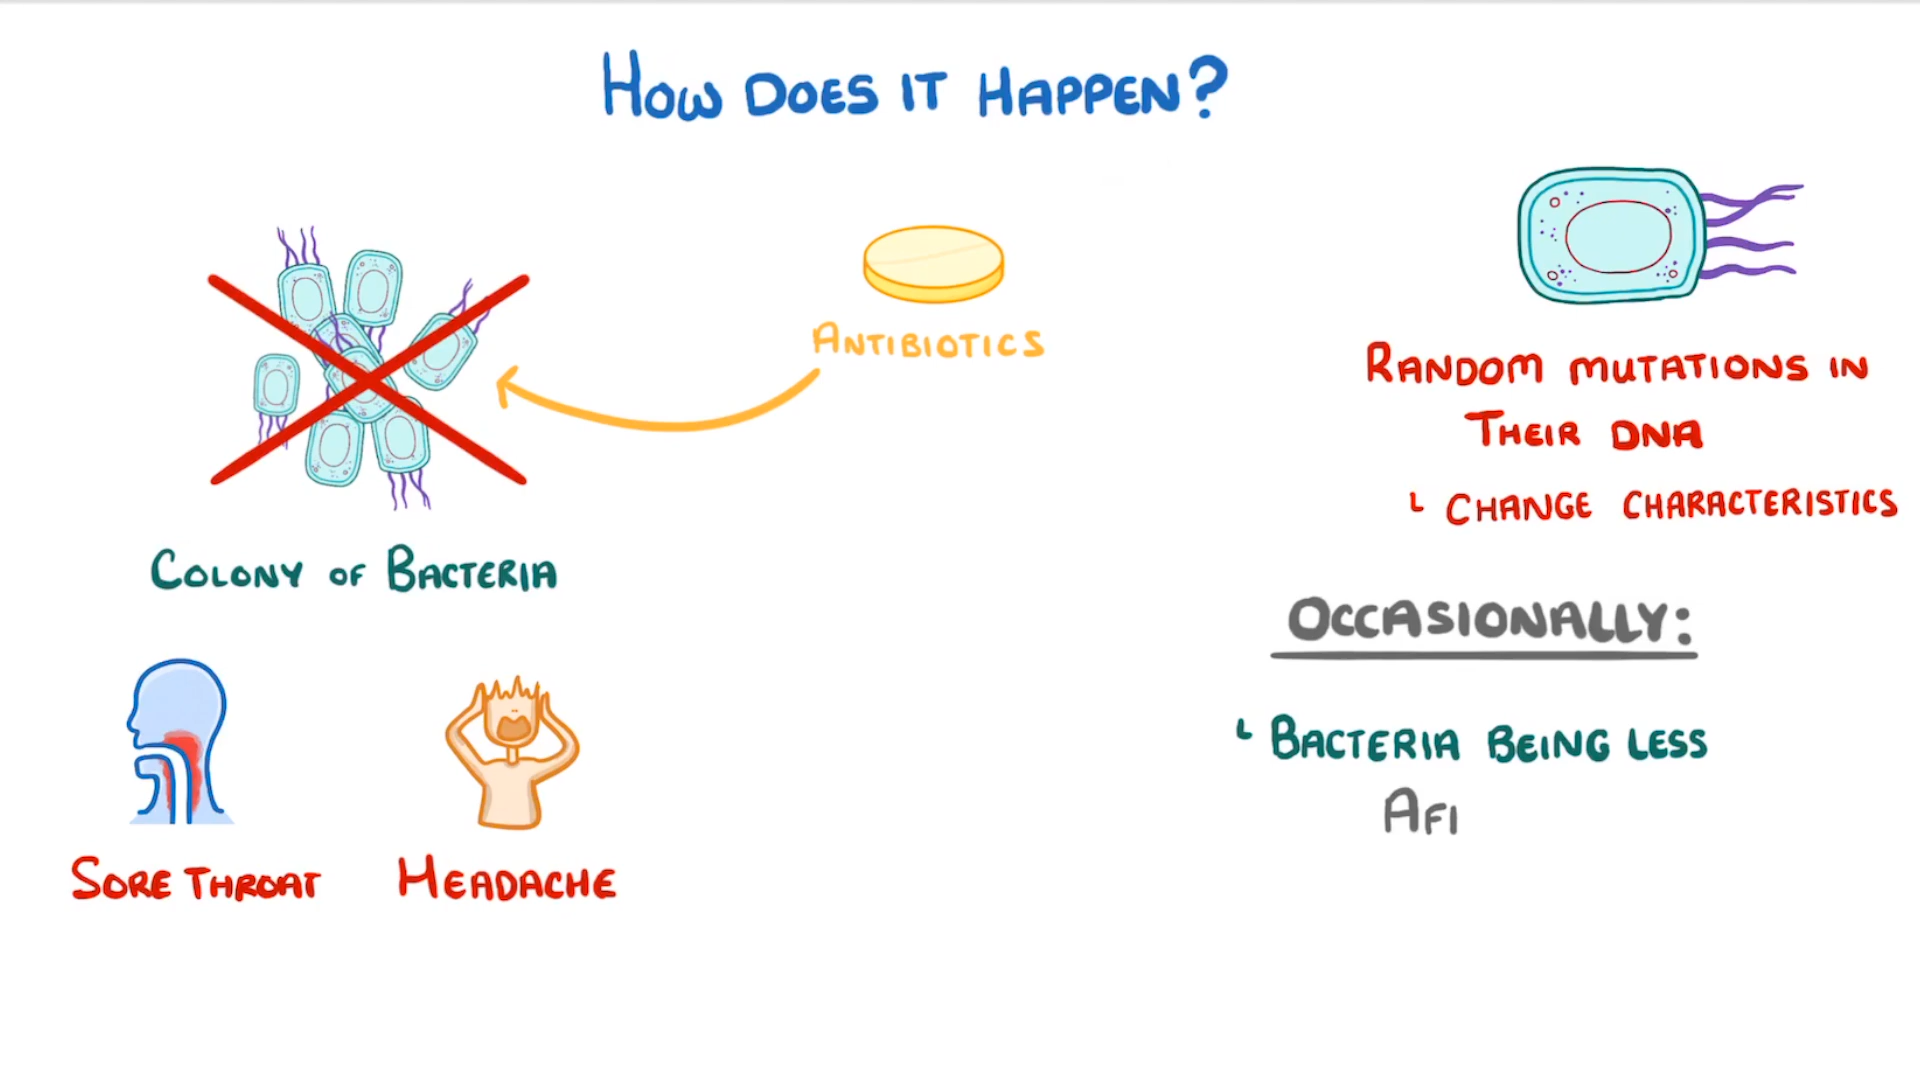 HOW DOES IT HAPPEN?
ANTIBIOTICS
COLONY OF BACTERIA
SORE THROAT
HEADACHE
RANDOM MUTATIONS IN
THEIR DNA
└ CHANGE CHARACTERISTICS
OCCASIONALLY:
└ BACTERIA BEING LESS